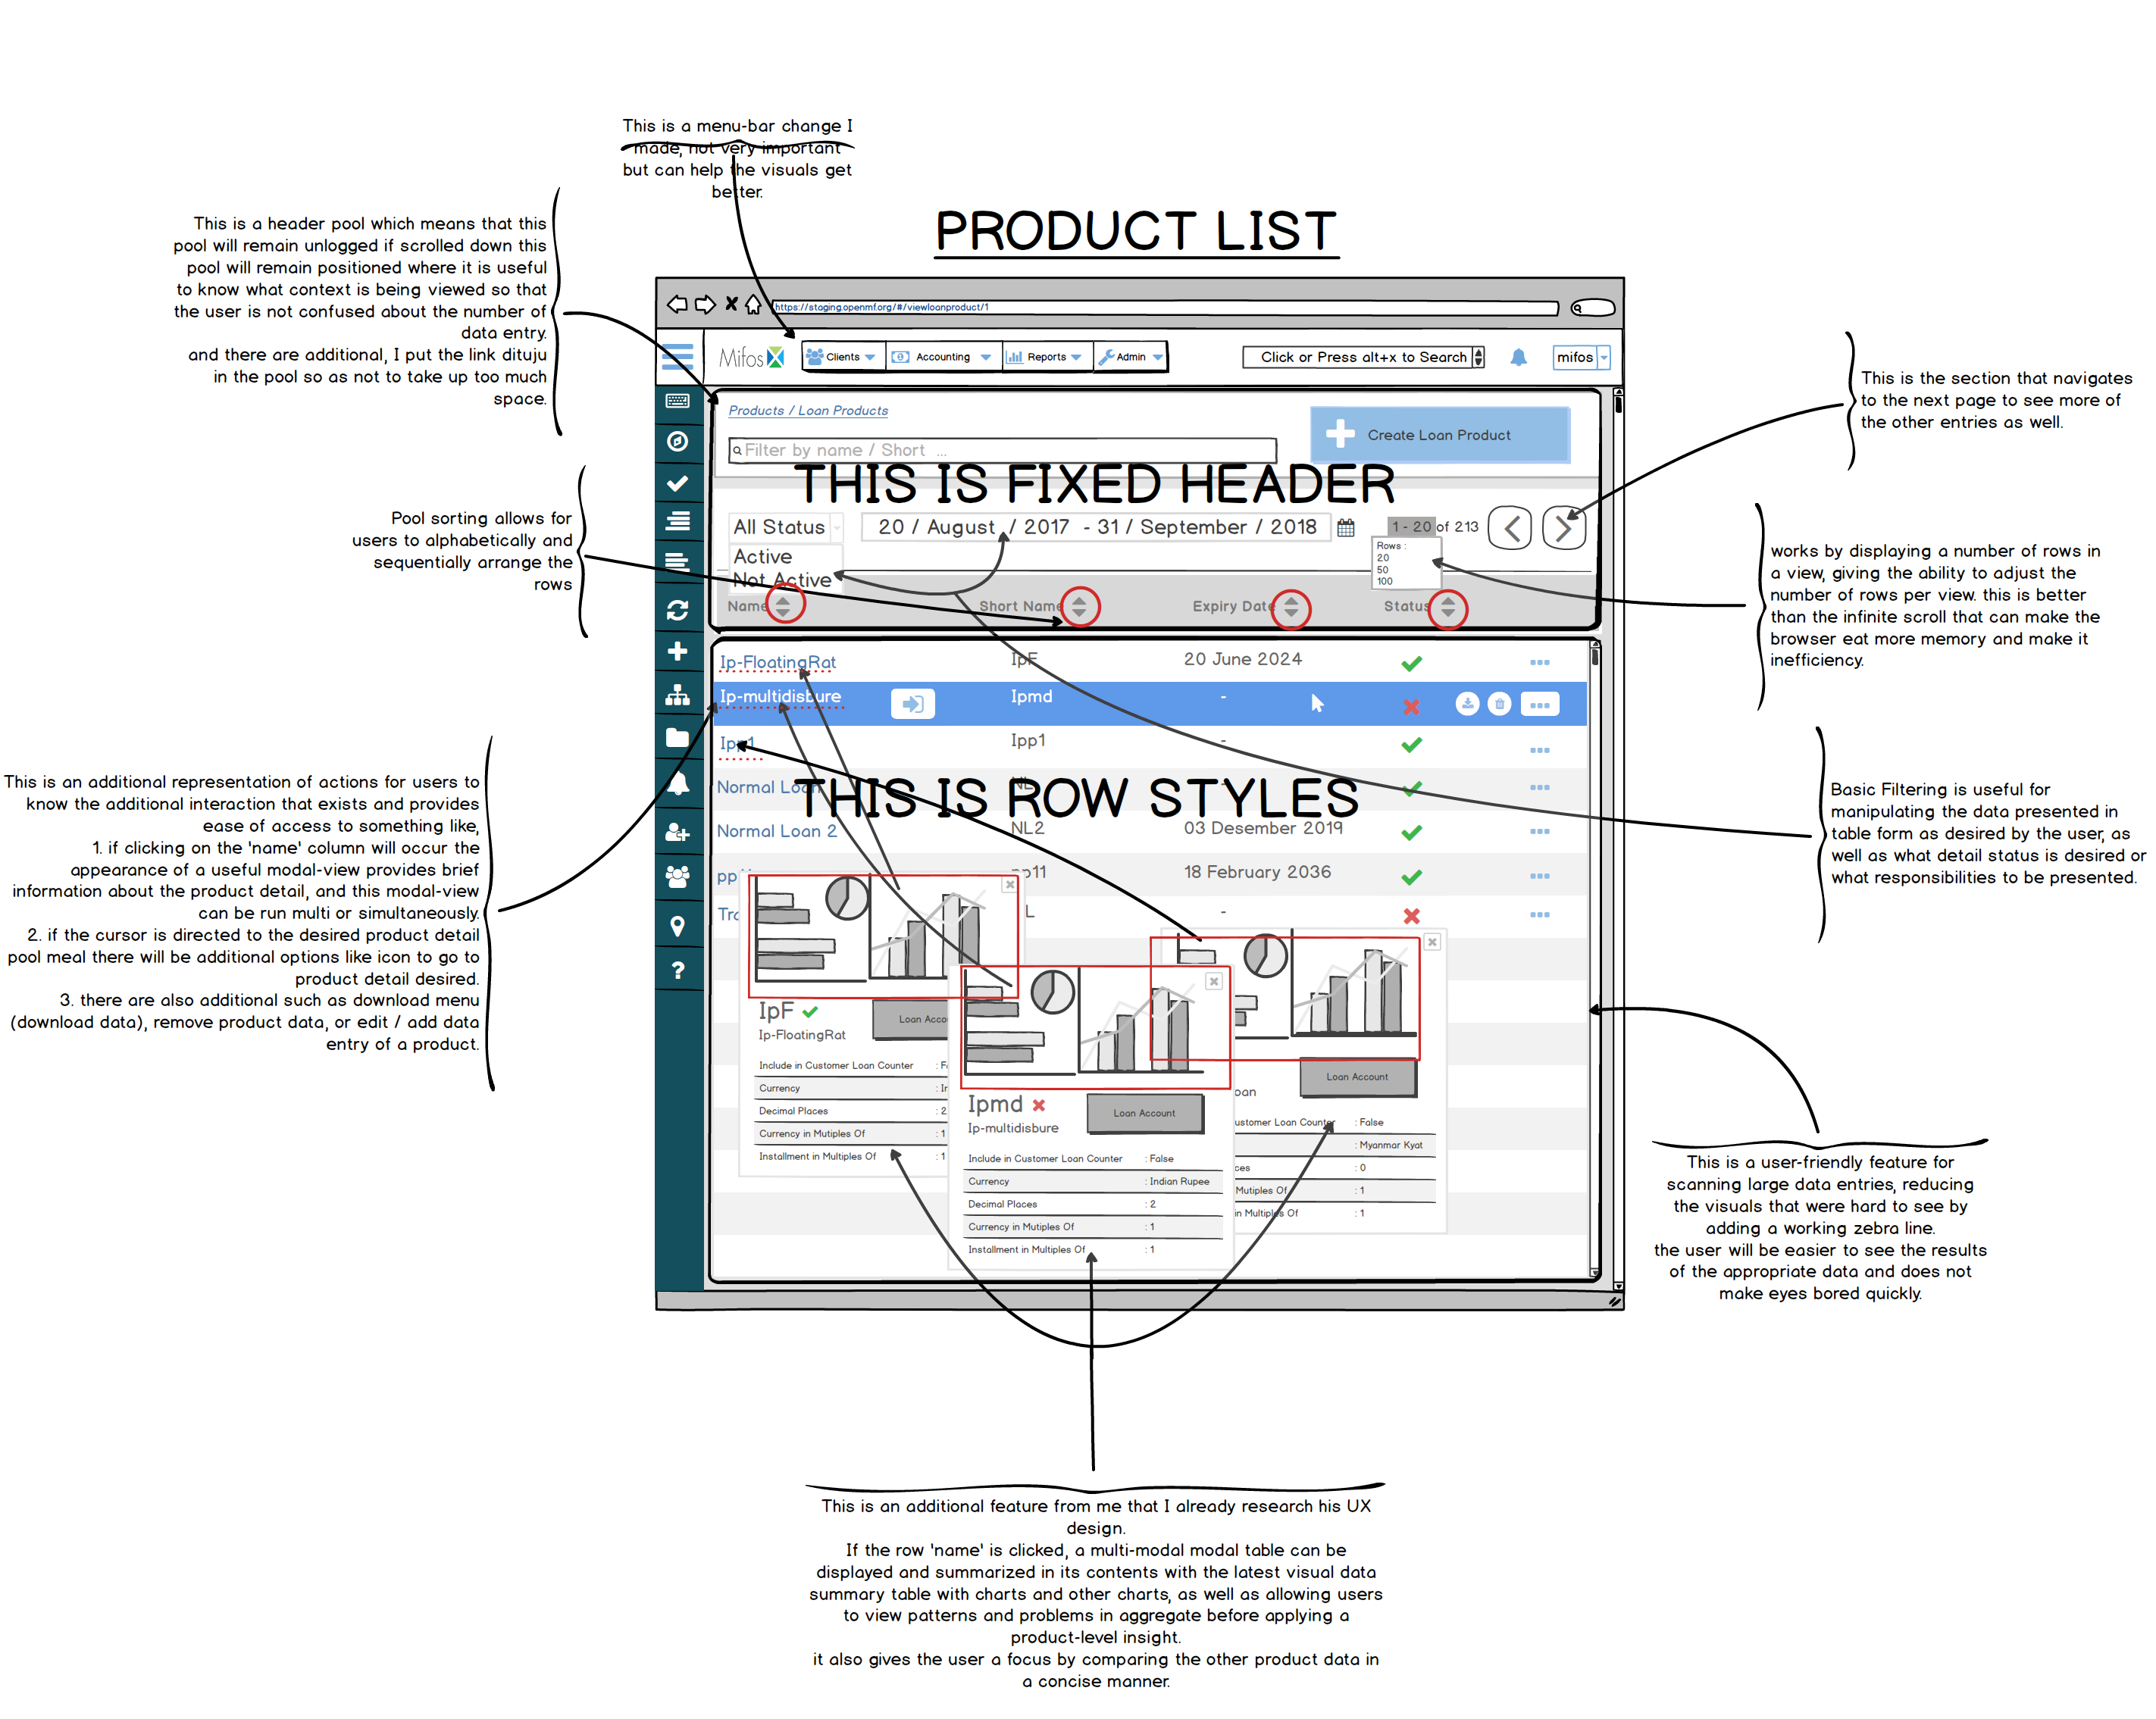 This is a menu-bar change I
made, not very important
but can help the visuals get
better.
This is a header pool which means that this
pool will remain unlogged if scrolled down this
pool will remain positioned where it is useful
to know what context is being viewed so that
the user is not confused about the number of
data entry.
and there are additional, I put the link dituju
in the pool so as not to take up too much
space.
PRODUCT LIST
https://staging.openmf.org/#/viewloanproduct/1
Mifos
Clients
Accounting
Reports
Admin
Click or Press alt+x to Search
mifos
Products / Loan Products
Filter by name / Short ...
Create Loan Product
THIS IS FIXED HEADER
All Status
20 / August / 2017 - 31 / September / 2018
1 - 20 of 213
Active
Not Active
Rows :
20
50
100
Name
Short Name
Expiry Date
Status
This is the section that navigates
to the next page to see more of
the other entries as well.
Pool sorting allows for
users to alphabetically and
sequentially arrange the
rows
works by displaying a number of rows in
a view, giving the ability to adjust the
number of rows per view. this is better
than the infinite scroll that can make the
browser eat more memory and make it
inefficiency.
Ip-FloatingRat IpF 20 June 2024
Ip-multidisbure Ipmd -
Ipp1 Ipp1 -
Normal Loan NL -
THIS IS ROW STYLES
Normal Loan 2 NL2 03 Desember 2019
pp11 18 February 2036
-
This is an additional representation of actions for users to
know the additional interaction that exists and provides
ease of access to something like,
1. if clicking on the 'name' column will occur the
appearance of a useful modal-view provides brief
information about the product detail, and this modal-view
can be run multi or simultaneously.
2. if the cursor is directed to the desired product detail
pool meal there will be additional options like icon to go to
product detail desired.
3. there are also additional such as download menu
(download data), remove product data, or edit / add data
entry of a product.
Basic Filtering is useful for
manipulating the data presented in
table form as desired by the user, as
well as what detail status is desired or
what responsibilities to be presented.
?
IpF
Ip-FloatingRat
Loan Acco
Include in Customer Loan Counter : F
Currency : Ir
Decimal Places : 2
Currency in Mutiples Of : 1
Installment in Multiples Of : 1
Ipmd
Ip-multidisbure
Loan Account
Include in Customer Loan Counter : False
Currency : Indian Rupee
Decimal Places : 2
Currency in Mutiples Of : 1
Installment in Multiples Of : 1
oan
Loan Account
ustomer Loan Counter : False
: Myanmar Kyat
ces : 0
Mutiples Of : 1
in Multiples Of : 1
This is a user-friendly feature for
scanning large data entries, reducing
the visuals that were hard to see by
adding a working zebra line.
the user will be easier to see the results
of the appropriate data and does not
make eyes bored quickly.
This is an additional feature from me that I already research his UX
design.
If the row 'name' is clicked, a multi-modal modal table can be
displayed and summarized in its contents with the latest visual data
summary table with charts and other charts, as well as allowing users
to view patterns and problems in aggregate before applying a
product-level insight.
it also gives the user a focus by comparing the other product data in
a concise manner.